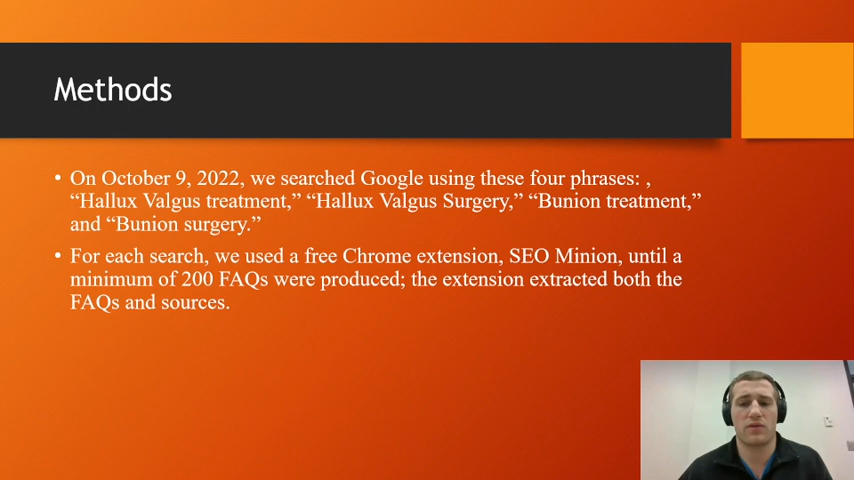 Methods
• On October 9, 2022, we searched Google using these four phrases: ,
“Hallux Valgus treatment,” “Hallux Valgus Surgery,” “Bunion treatment,”
and “Bunion surgery.”
• For each search, we used a free Chrome extension, SEO Minion, until a
minimum of 200 FAQs were produced; the extension extracted both the
FAQs and sources.